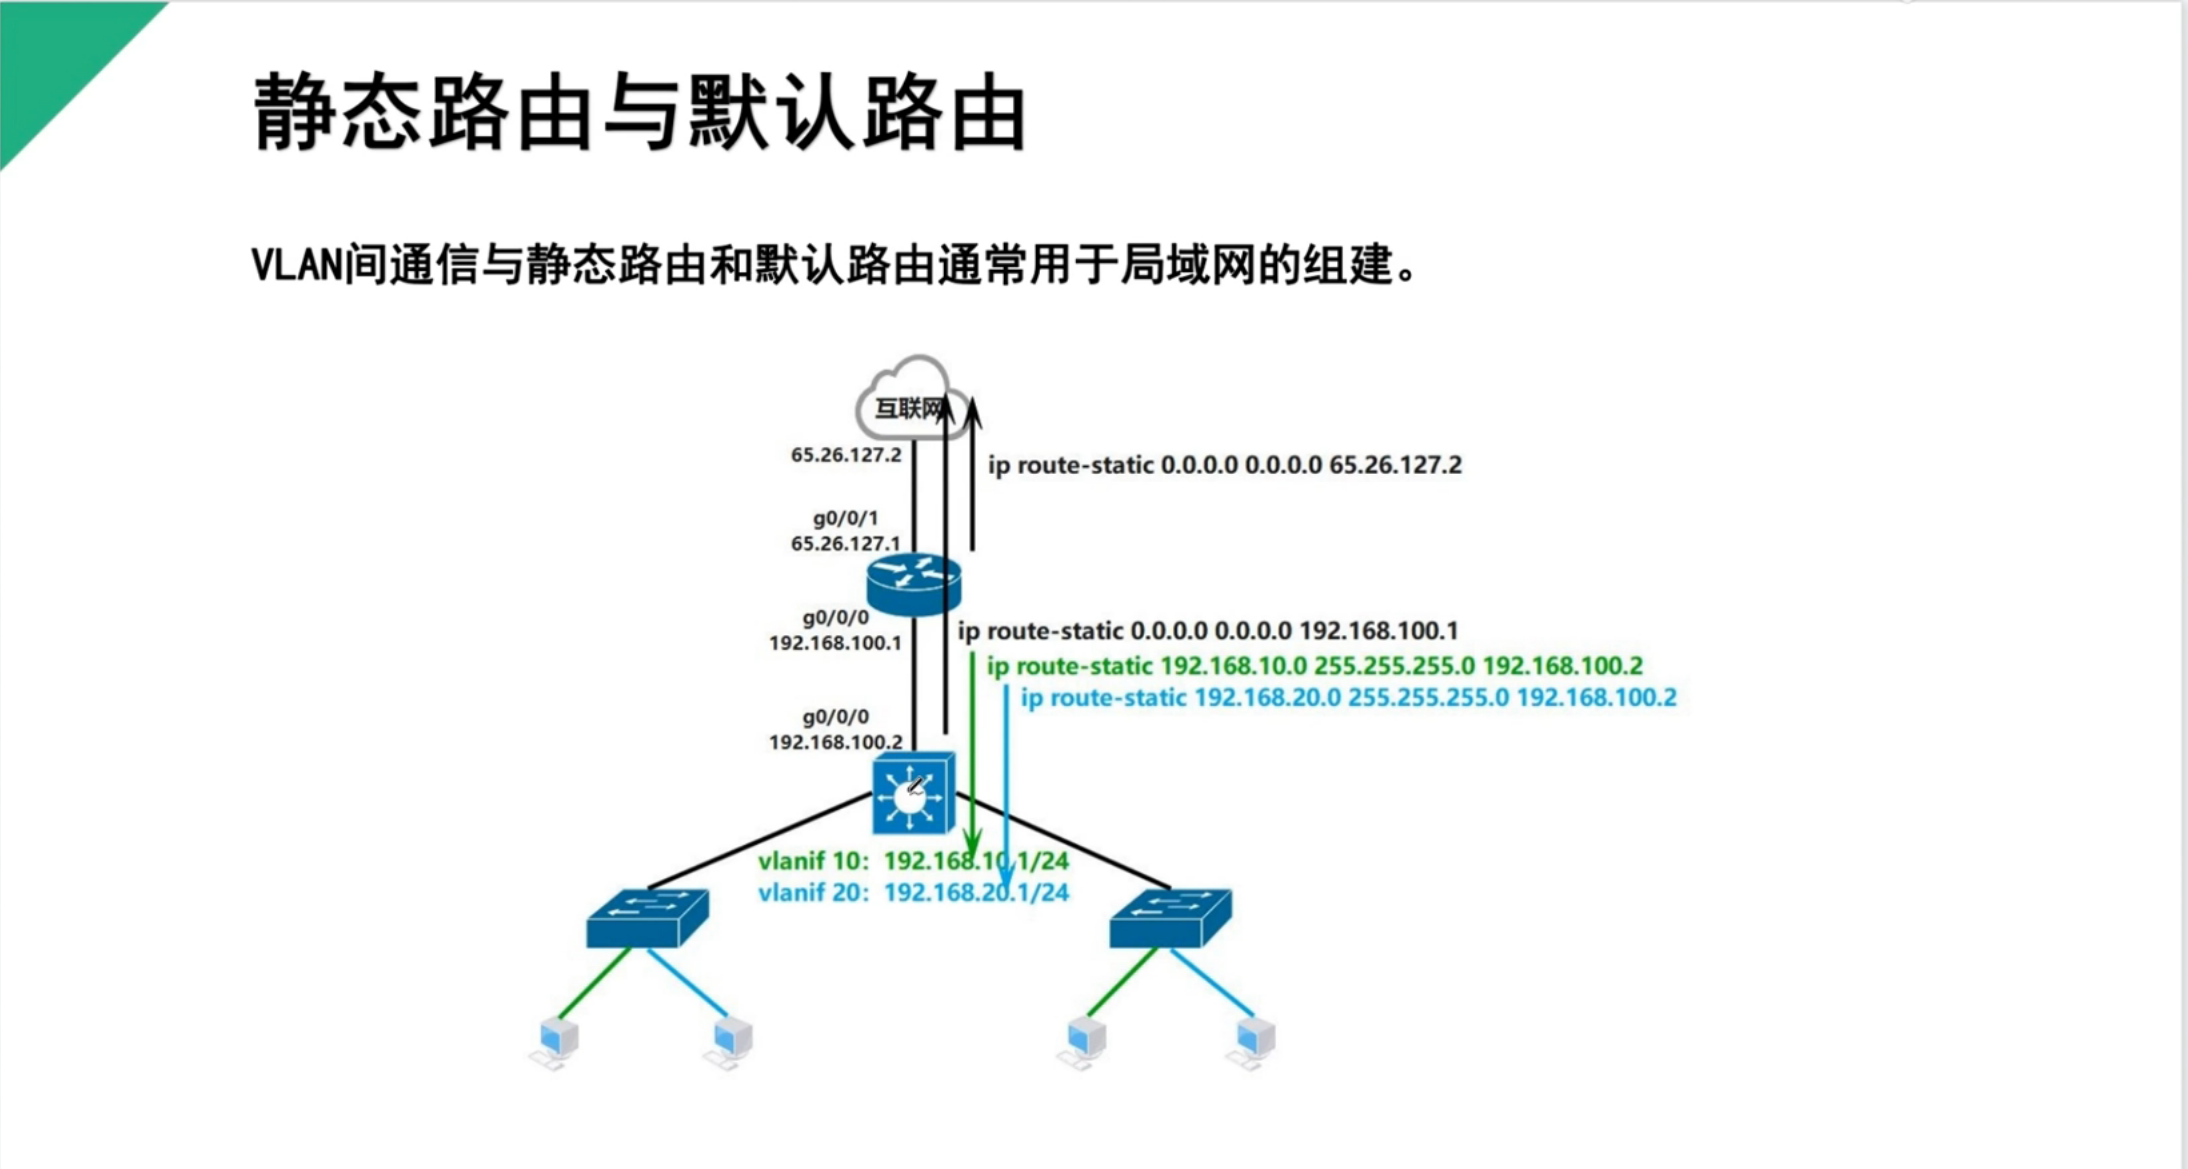 静态路由与默认路由
VLAN间通信与静态路由和默认路由通常用于局域网的组建。
互联网
65.26.127.2
ip route-static 0.0.0.0 0.0.0.0 65.26.127.2
g0/0/1
65.26.127.1
g0/0/0
192.168.100.1
ip route-static 0.0.0.0 0.0.0.0 192.168.100.1
ip route-static 192.168.10.0 255.255.255.0 192.168.100.2
ip route-static 192.168.20.0 255.255.255.0 192.168.100.2
g0/0/0
192.168.100.2
vlanif 10: 192.168.10.1/24
vlanif 20: 192.168.20.1/24